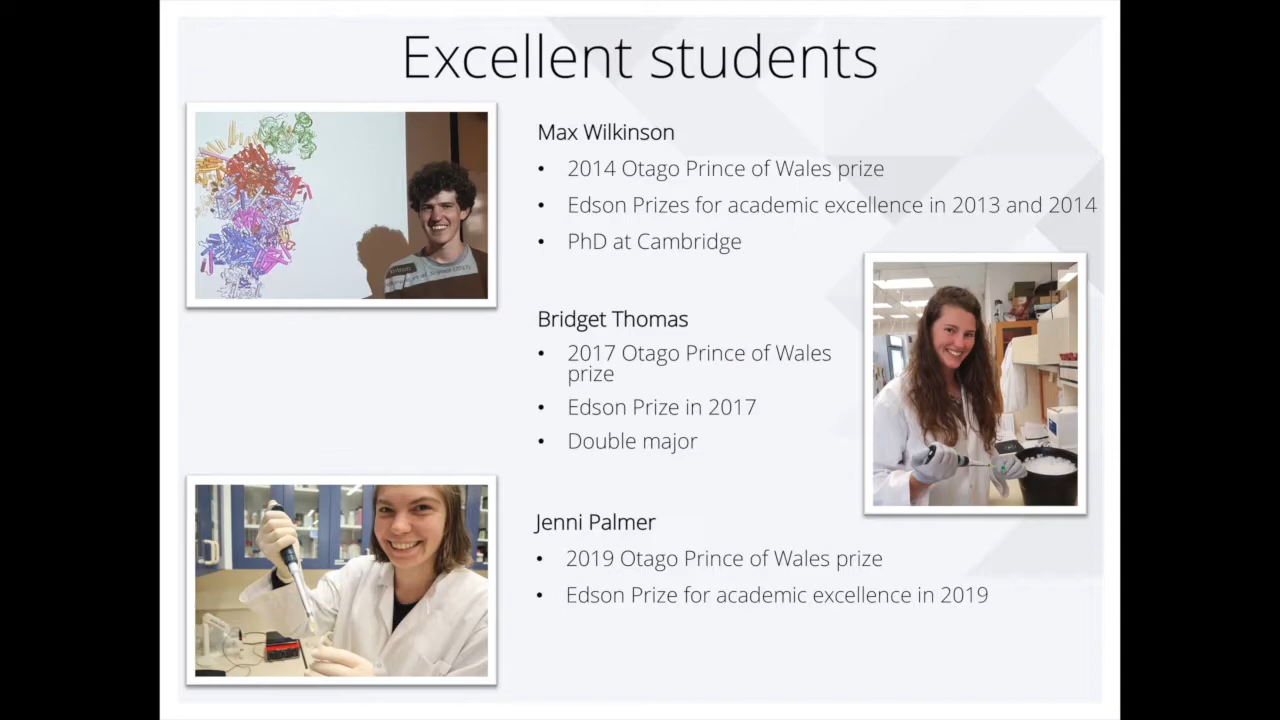 Excellent students
Max Wilkinson
• 2014 Otago Prince of Wales prize
• Edson Prizes for academic excellence in 2013 and 2014
• PhD at Cambridge
Bridget Thomas
• 2017 Otago Prince of Wales
prize
• Edson Prize in 2017
• Double major
Jenni Palmer
• 2019 Otago Prince of Wales prize
• Edson Prize for academic excellence in 2019